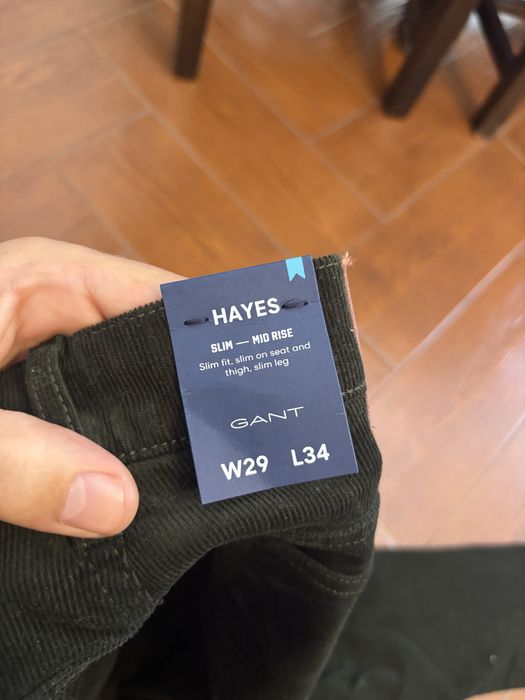 HAYES
SLIM — MID RISE
Slim fit, slim on seat and
thigh, slim leg
GANT
W29 L34